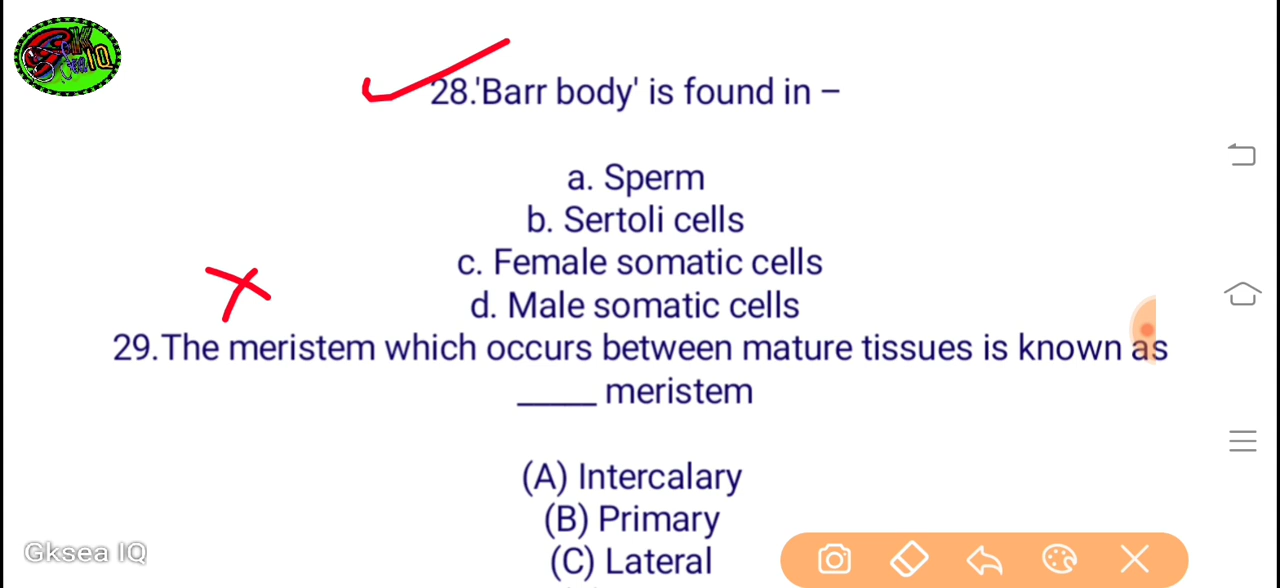 28.'Barr body' is found in –
a. Sperm
b. Sertoli cells
c. Female somatic cells
d. Male somatic cells
29.The meristem which occurs between mature tissues is known as
_____ meristem
(A) Intercalary
(B) Primary
(C) Lateral
Gksea IQ